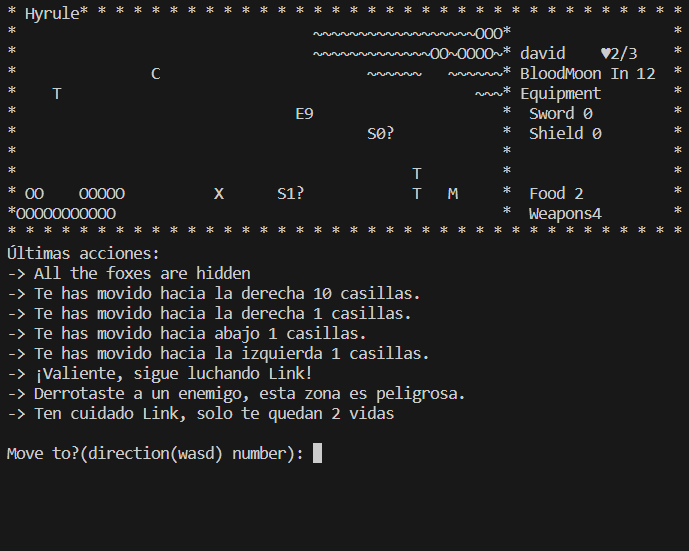 * Hyrule* * * * * * * * * * * * * * * * * * * * * * * * * * * * * * * * * *
*                                 ~~~~~~~~~~~~~~~~~~OOO*                  *
*                                 ~~~~~~~~~~~~~OO~OOOO~* david    ♥2/3    *
*               C                       ~~~~~~   ~~~~~~* BloodMoon In 12  *
*    T                                              ~~~* Equipment        *
*                               E9                     *  Sword 0         *
*                                       S0?            *  Shield 0        *
*                                                      *                  *
*                                            T         *                  *
* OO    OOOOO          X      S1?            T   M     *  Food 2          *
*OOOOOOOOOOO                                           *  Weapons4        *
* * * * * * * * * * * * * * * * * * * * * * * * * * * * * * * * * * * * * *
Últimas acciones:
-> All the foxes are hidden
-> Te has movido hacia la derecha 10 casillas.
-> Te has movido hacia la derecha 1 casillas.
-> Te has movido hacia abajo 1 casillas.
-> Te has movido hacia la izquierda 1 casillas.
-> ¡Valiente, sigue luchando Link!
-> Derrotaste a un enemigo, esta zona es peligrosa.
-> Ten cuidado Link, solo te quedan 2 vidas
Move to?(direction(wasd) number):